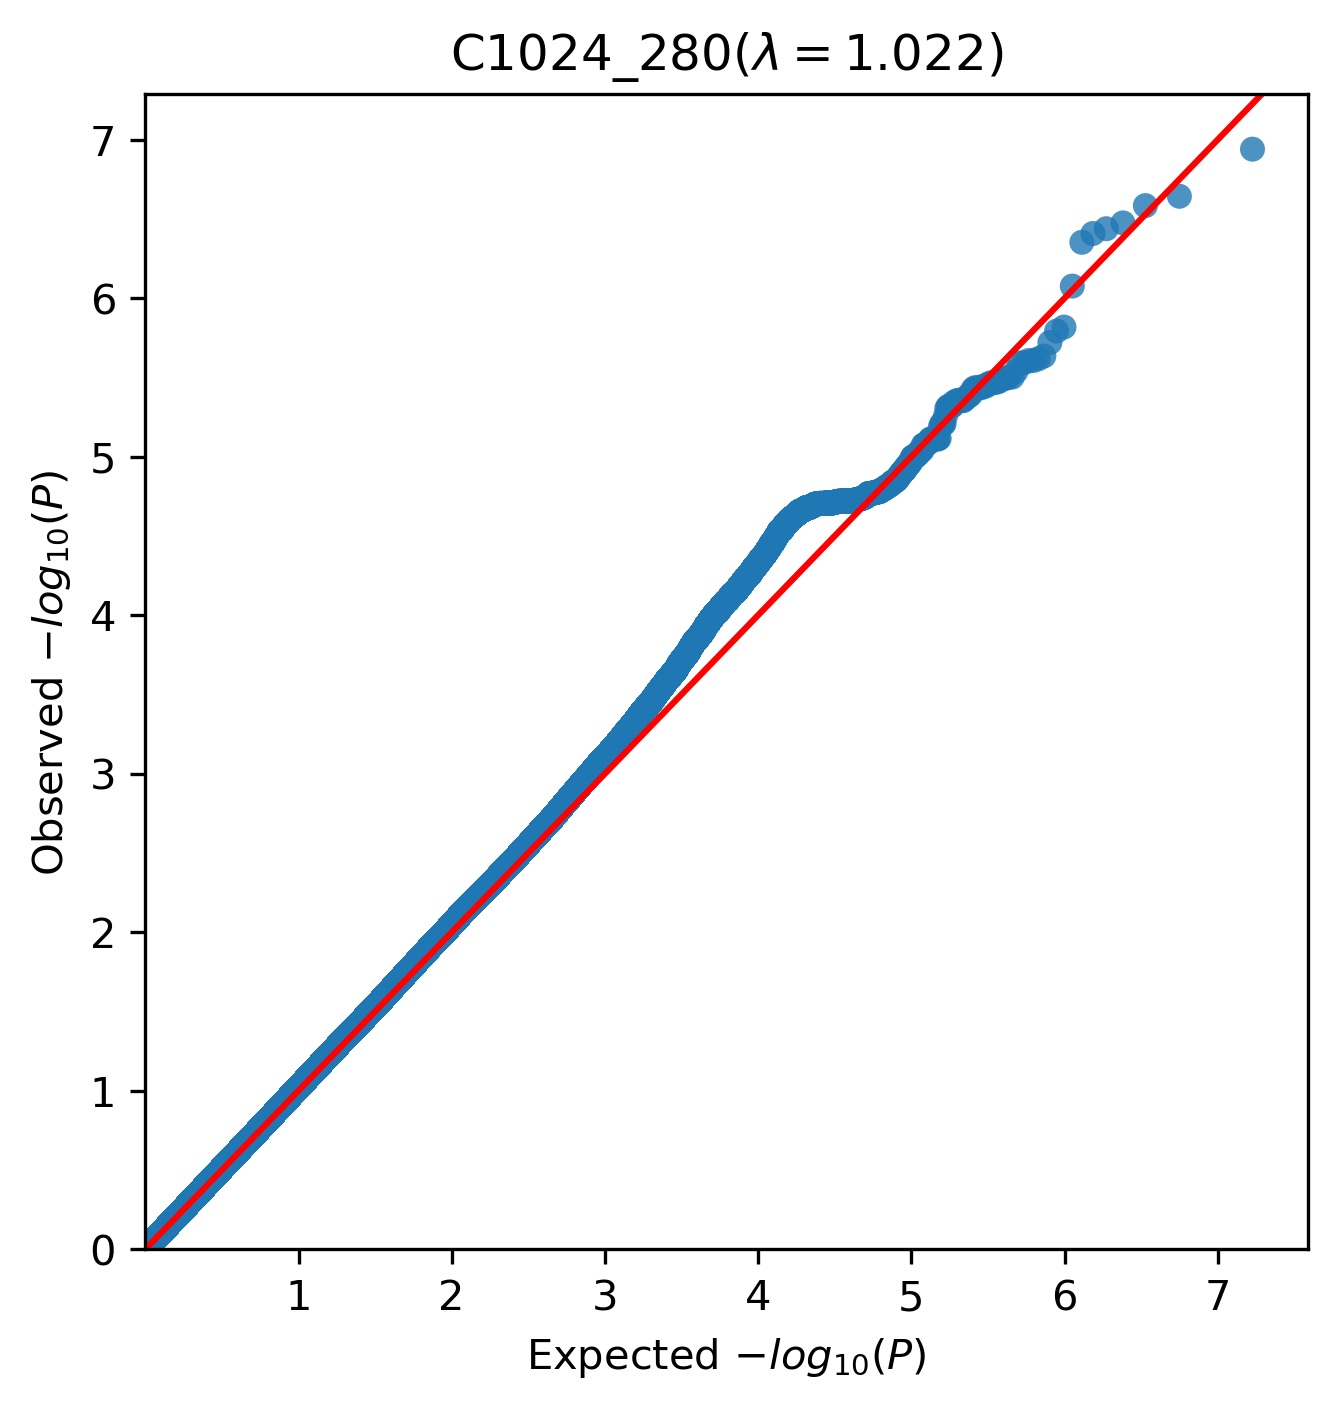 C1024_280(λ = 1.022)
7
6
5
4
3
2
1
0
Observed −log₁₀(P)
1 2 3 4 5 6 7
Expected −log₁₀(P)